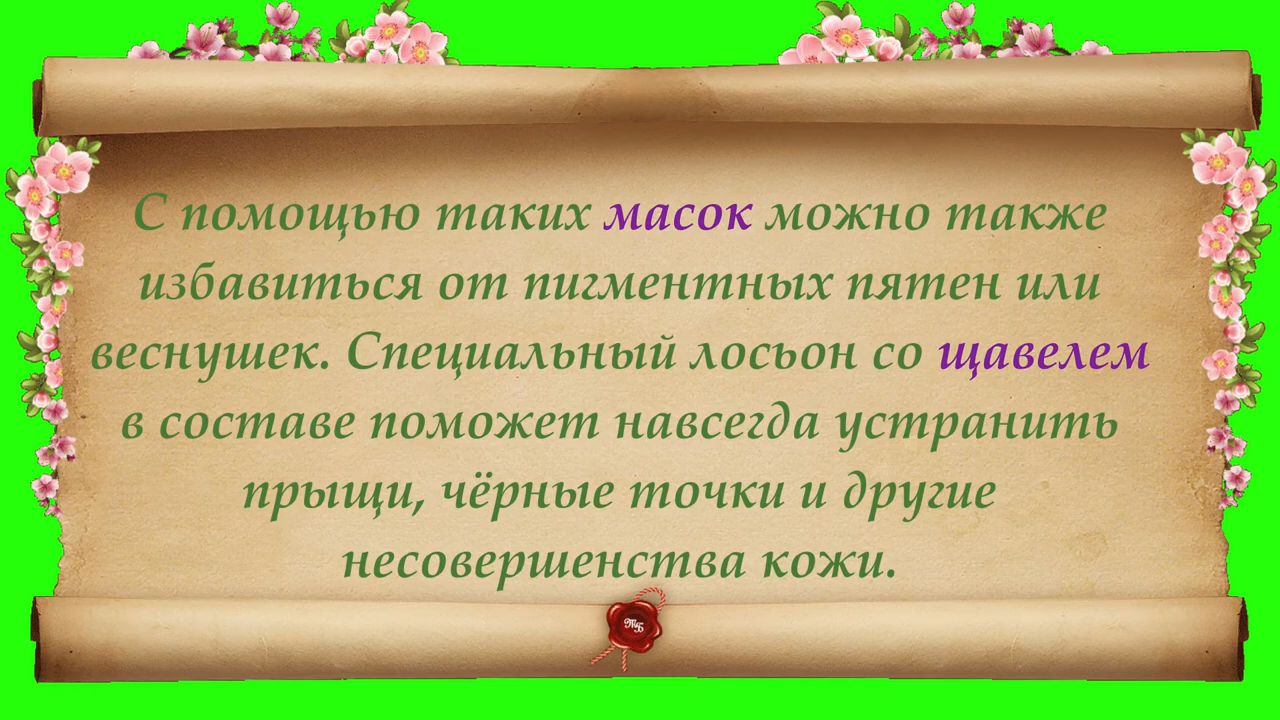 С помощью таких масок можно также
избавиться от пигментных пятен или
веснушек. Специальный лосьон со щавелем
в составе поможет навсегда устранить
прыщи, чёрные точки и другие
несовершенства кожи.